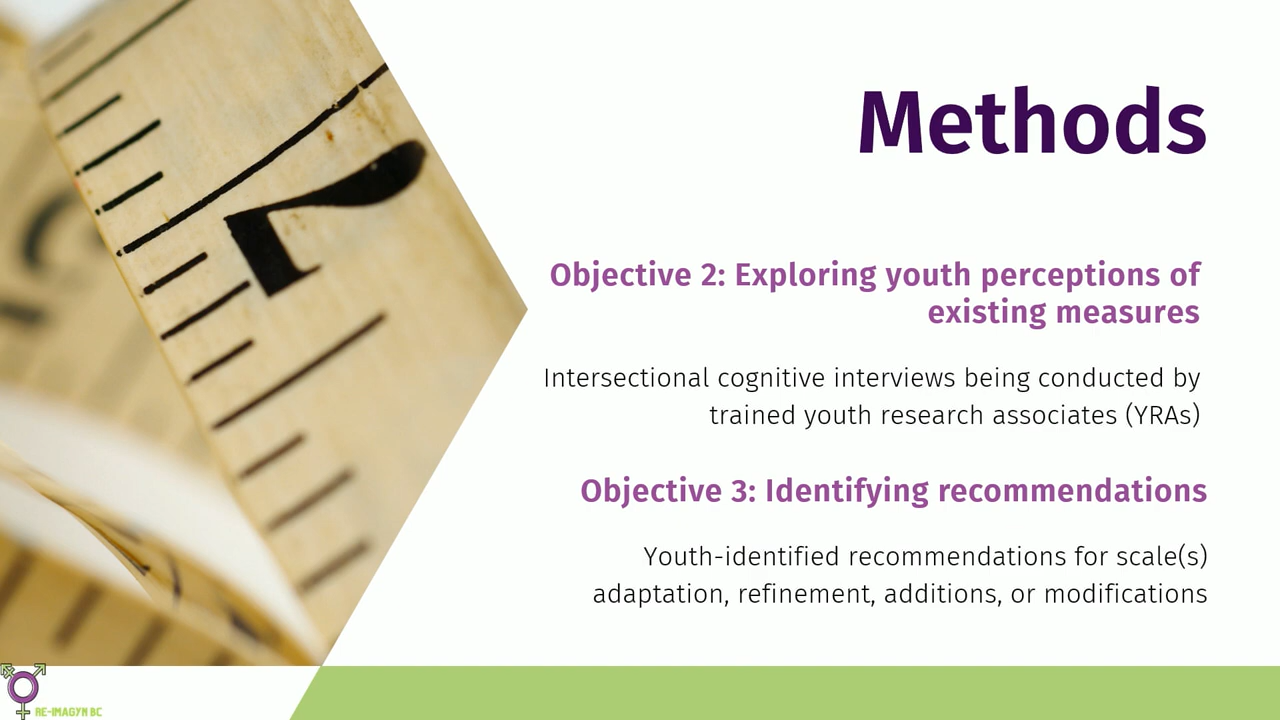 Methods
Objective 2: Exploring youth perceptions of
existing measures
Intersectional cognitive interviews being conducted by
trained youth research associates (YRAs)
Objective 3: Identifying recommendations
Youth-identified recommendations for scale(s)
adaptation, refinement, additions, or modifications
7
RE-IMAGYN BC